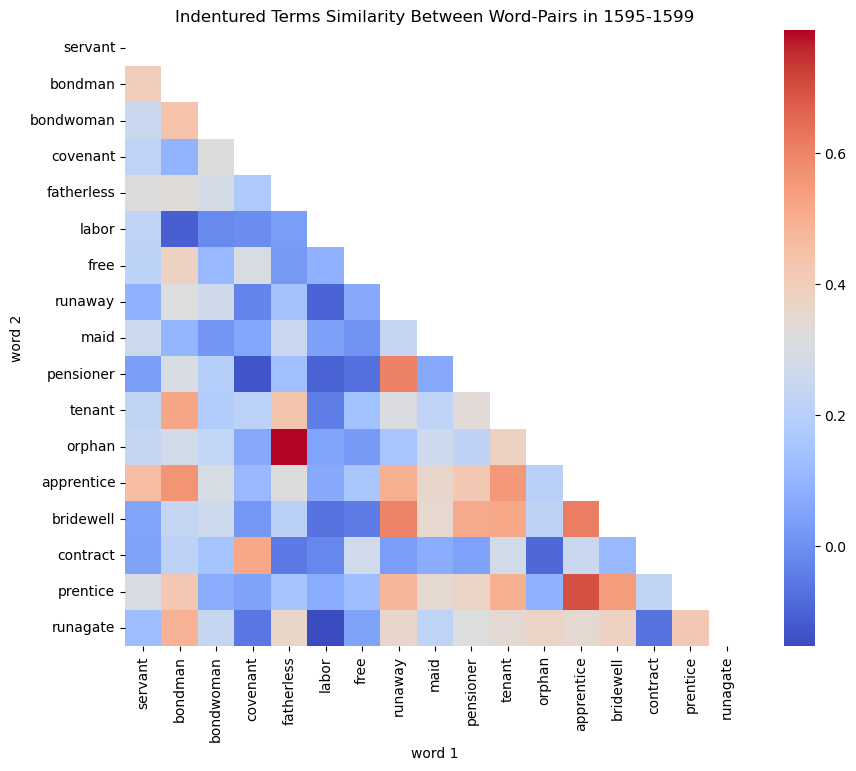 Indentured Terms Similarity Between Word-Pairs in 1595-1599
servant
bondman
bondwoman
covenant
fatherless
labor
free
runaway
maid
pensioner
tenant
orphan
apprentice
bridewell
contract
prentice
runagate
word 2
servant
bondman
bondwoman
covenant
fatherless
labor
free
runaway
maid
pensioner
tenant
orphan
apprentice
bridewell
contract
prentice
runagate
word 1
0.6
0.4
0.2
0.0